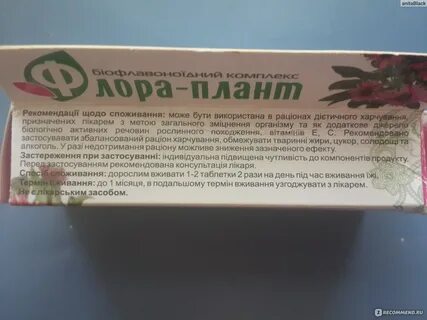 anitaBlack
Біофлавоноїдний комплекс
Флора-плант
Рекомендації щодо споживання: може бути використана в раціонах дієтичного харчування,
призначених лікарем з метою загального зміцнення організму та як додаткове джерело
біологічно активних речовин рослинного походження, вітамінів Е, С. Рекомендовано
застосовувати збалансований раціон харчування, обмежувати тваринні жири, цукор, солодощі та
алкоголь. У разі недотримання раціону можливе зниження зазначеного ефекту.
Застереження при застосуванні: індивідуальна підвищена чутливість до компонентів продукту.
Перед застосуванням рекомендована консультація лікаря.
Спосіб споживання: дорослим вживати 1-2 таблетки 2 рази на день під час вживання їжі.
Термін вживання: до 1 місяця, в подальшому термін вживання узгоджувати з лікарем.
Не є лікарським засобом.
IRECOMMEND.RU